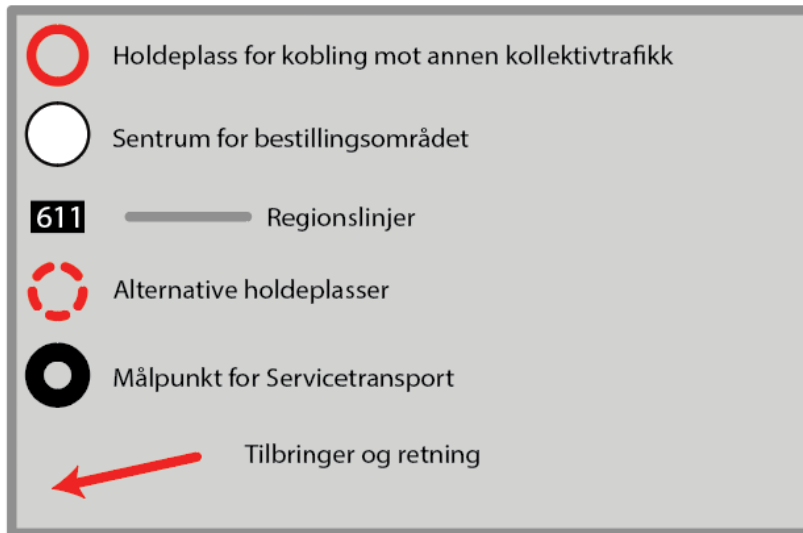 Holdeplass for kobling mot annen kollektivtrafikk
Sentrum for bestillingsområdet
611 Regionslinjer
Alternative holdeplasser
Målpunkt for Servicetransport
Tilbringer og retning